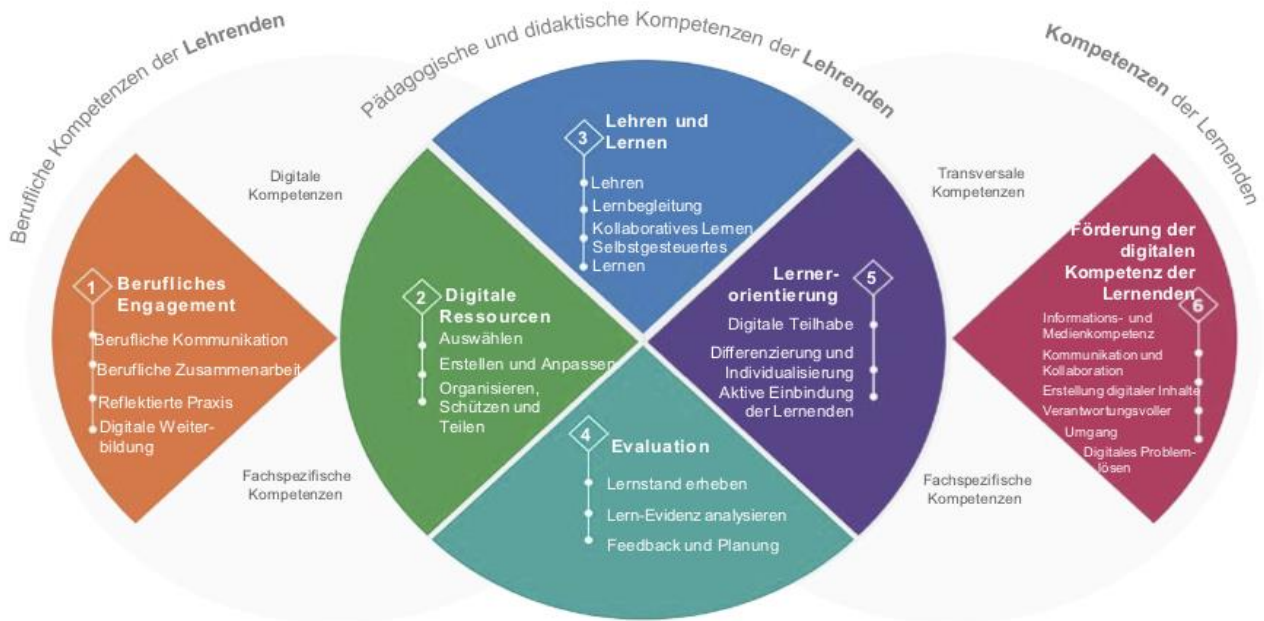 Berufliche Kompetenzen der Lehrenden
Pädagogische und didaktische Kompetenzen der Lehrenden
Kompetenzen der Lernenden
Digitale
Kompetenzen
Fachspezifische
Kompetenzen
1
Berufliches
Engagement
Berufliche Kommunikation
Berufliche Zusammenarbeit
Reflektierte Praxis
Digitale Weiter-
bildung
2
Digitale
Ressourcen
Auswählen
Erstellen und Anpassen
Organisieren,
Schützen und
Teilen
3
Lehren und
Lernen
Lehren
Lernbegleitung
Kollaboratives Lernen
Selbstgesteuertes
Lernen
4
Evaluation
Lernstand erheben
Lern-Evidenz analysieren
Feedback und Planung
5
Lerner-
orientierung
Digitale Teilhabe
Differenzierung und
Individualisierung
Aktive Einbindung
der Lernenden
Transversale
Kompetenzen
Fachspezifische
Kompetenzen
Förderung der
digitalen
Kompetenz der
Lernenden
6
Informations- und
Medienkompetenz
Kommunikation und
Kollaboration
Erstellung digitaler Inhalte
Verantwortungsvoller
Umgang
Digitales Problem-
lösen